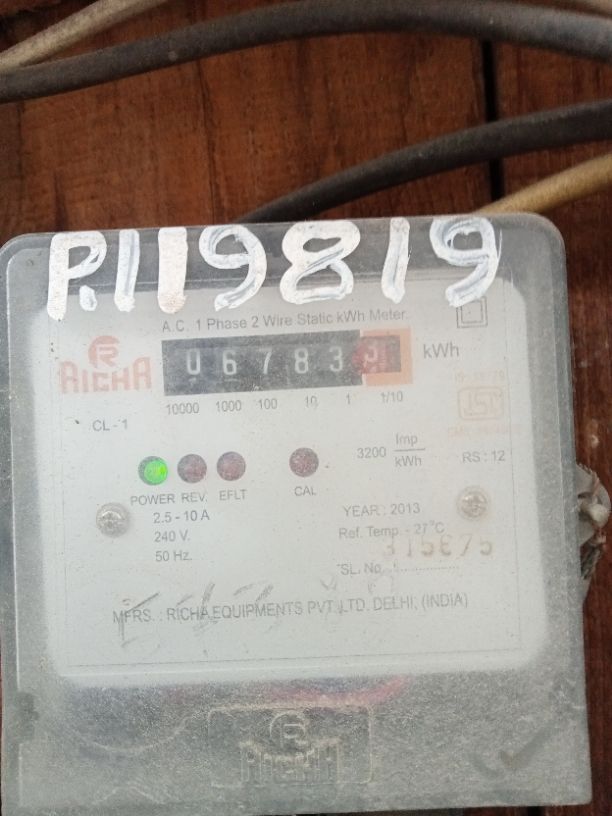 P.119819
A.C. 1 Phase 2 Wire Static kWh Meter.
RICHA
06783 kWh
10000 1000 100 10 1 1/10
CL - 1
3200 Imp/kWh
RS : 12
POWER REV. EFLT CAL
2.5 - 10 A
240 V.
50 Hz.
YEAR : 2013
Ref. Temp. - 27°C
SL. No.
MFRS. : RICHA EQUIPMENTS PVT. LTD. DELHI, (INDIA)
RICHA